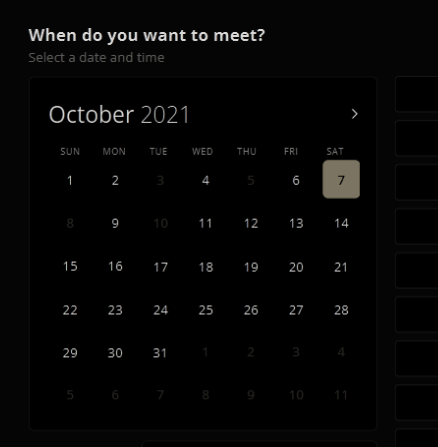 When do you want to meet?
Select a date and time
October 2021
SUN MON TUE WED THU FRI SAT
1 2 3 4 5 6 7
8 9 10 11 12 13 14
15 16 17 18 19 20 21
22 23 24 25 26 27 28
29 30 31 1 2 3 4
5 6 7 8 9 10 11